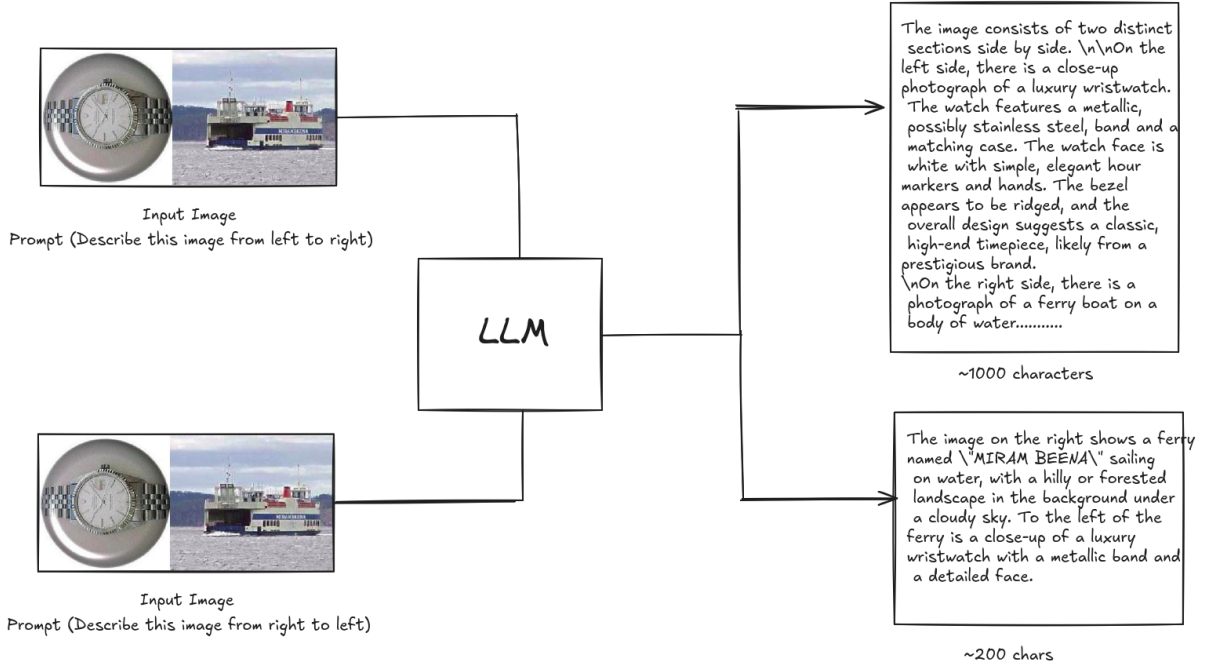 Input Image
Prompt (Describe this image from left to right)
LLM
The image consists of two distinct
sections side by side. \n\nOn the
left side, there is a close-up
photograph of a luxury wristwatch.
The watch features a metallic,
possibly stainless steel, band and a
matching case. The watch face is
white with simple, elegant hour
markers and hands. The bezel
appears to be ridged, and the
overall design suggests a classic,
high-end timepiece, likely from a
prestigious brand.
\nOn the right side, there is a
photograph of a ferry boat on a
body of water...........
~1000 characters
Input Image
Prompt (Describe this image from right to left)
The image on the right shows a ferry
named \"MIRAM BEENA\" sailing
on water, with a hilly or forested
landscape in the background under
a cloudy sky. To the left of the
ferry is a close-up of a luxury
wristwatch with a metallic band and
a detailed face.
~200 chars